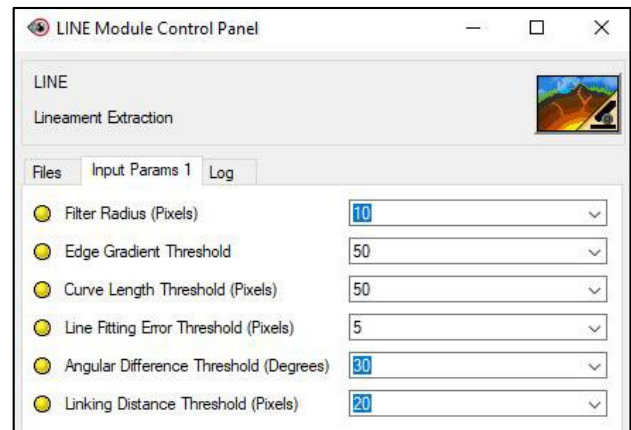 LINE Module Control Panel
LINE
Lineament Extraction
Files Input Params 1 Log
Filter Radius (Pixels) 10
Edge Gradient Threshold 50
Curve Length Threshold (Pixels) 50
Line Fitting Error Threshold (Pixels) 5
Angular Difference Threshold (Degrees) 30
Linking Distance Threshold (Pixels) 20